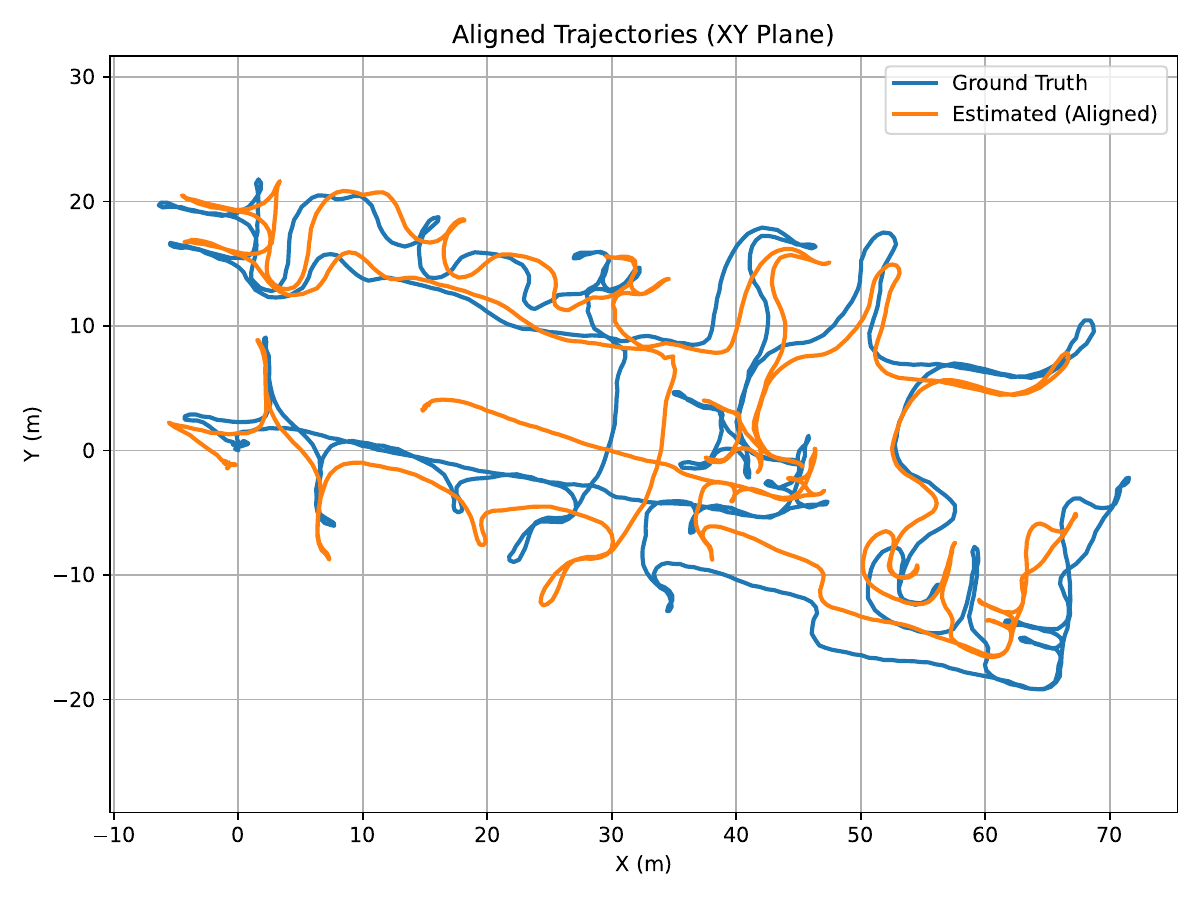 Aligned Trajectories (XY Plane)
Ground Truth
Estimated (Aligned)
30
20
10
0
−10
−20
Y (m)
−10 0 10 20 30 40 50 60 70
X (m)